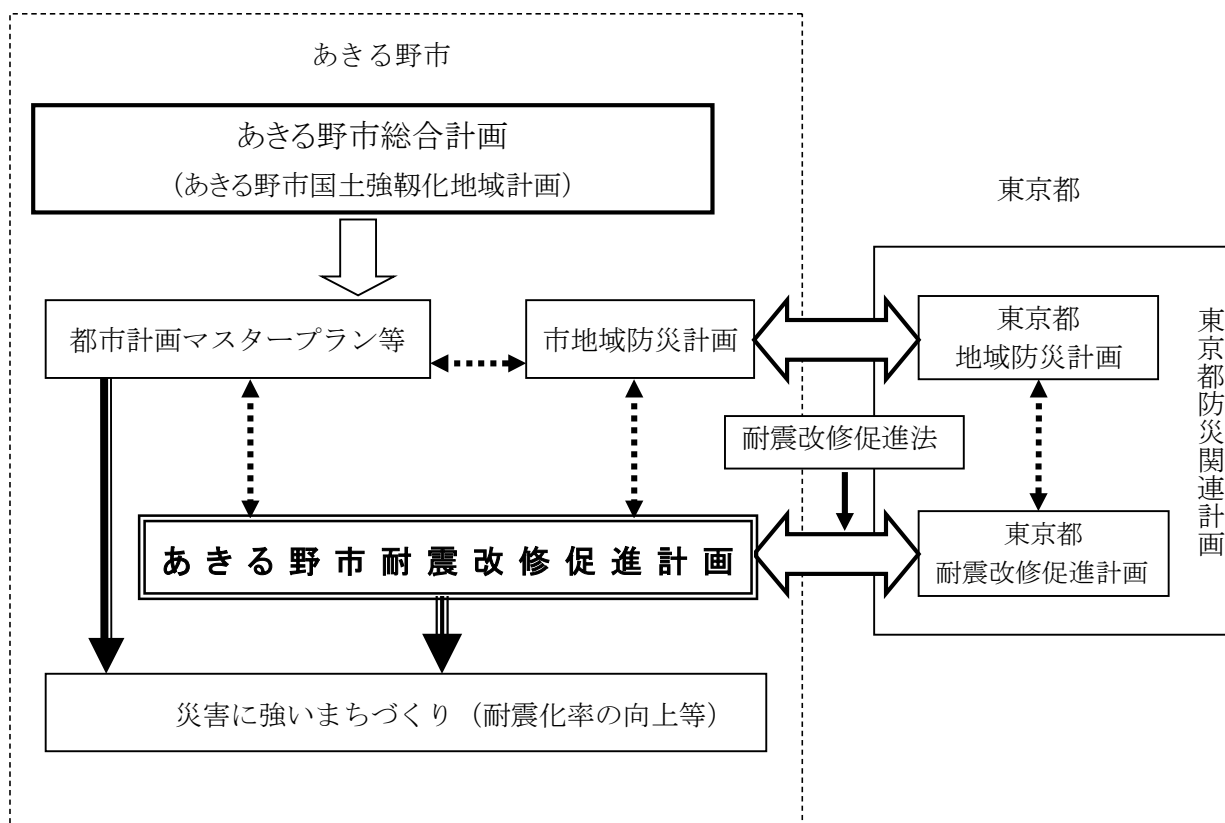 あきる野市
あきる野市総合計画
（あきる野市国土強靱化地域計画）
東京都
都市計画マスタープラン等
市地域防災計画
東京都
地域防災計画
東京都防災関連計画
耐震改修促進法
あきる野市耐震改修促進計画
東京都
耐震改修促進計画
災害に強いまちづくり（耐震化率の向上等）